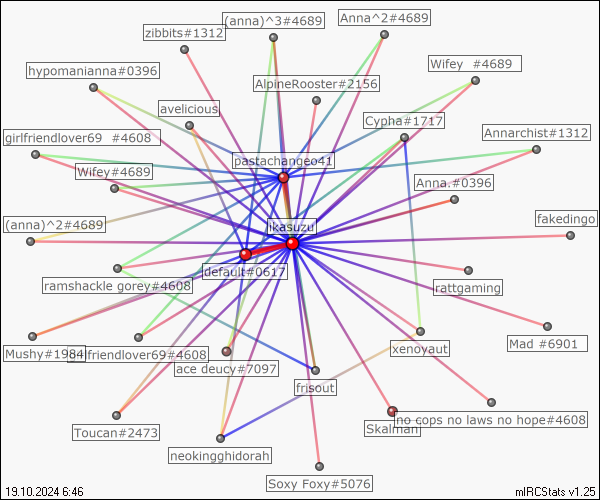 (anna)^3#4689
Anna^2#4689
zibbits#1312
Wifey  #4689
hypomanianna#0396
AlpineRooster#2156
avelicious
Cypha#1717
girlfriendlover69  #4608
Annarchist#1312
pastachangeo41
Wifey#4689
Anna.#0396
(anna)^2#4689
ikasuzu
fakedingo
default#0617
ramshackle gorey#4608
rattgaming
Mushy#1984
girlfriendlover69#4608
xenoyaut
Mad #6901
ace deucy#7097
frisout
no cops no laws no hope#4608
Skalman
Toucan#2473
neokingghidorah
Soxy Foxy#5076
19.10.2024 6:46
mIRCStats v1.25